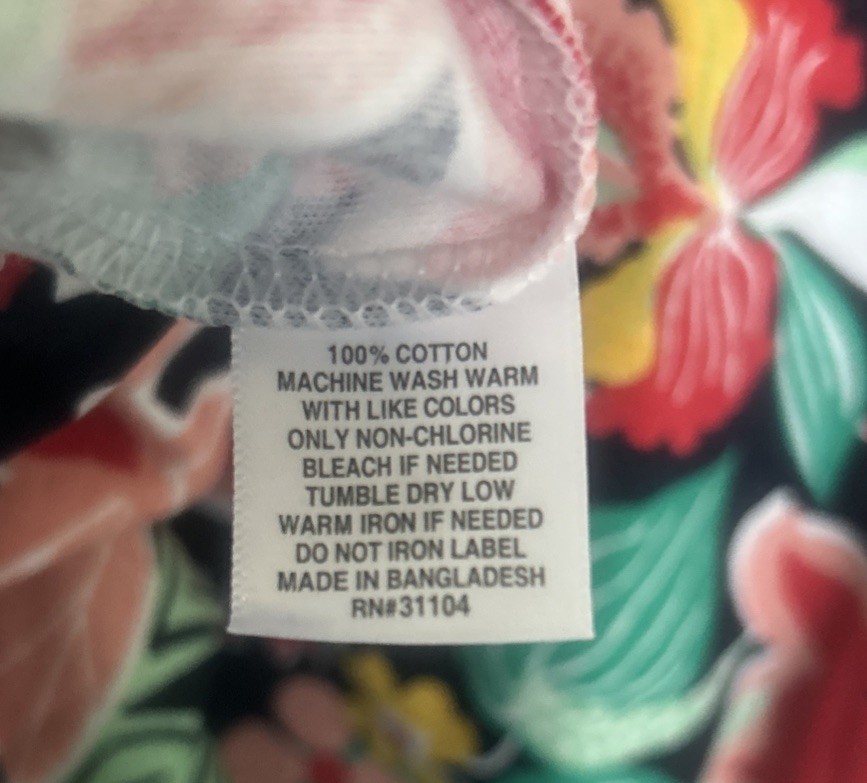 100% COTTON
MACHINE WASH WARM
WITH LIKE COLORS
ONLY NON-CHLORINE
BLEACH IF NEEDED
TUMBLE DRY LOW
WARM IRON IF NEEDED
DO NOT IRON LABEL
MADE IN BANGLADESH
RN#31104